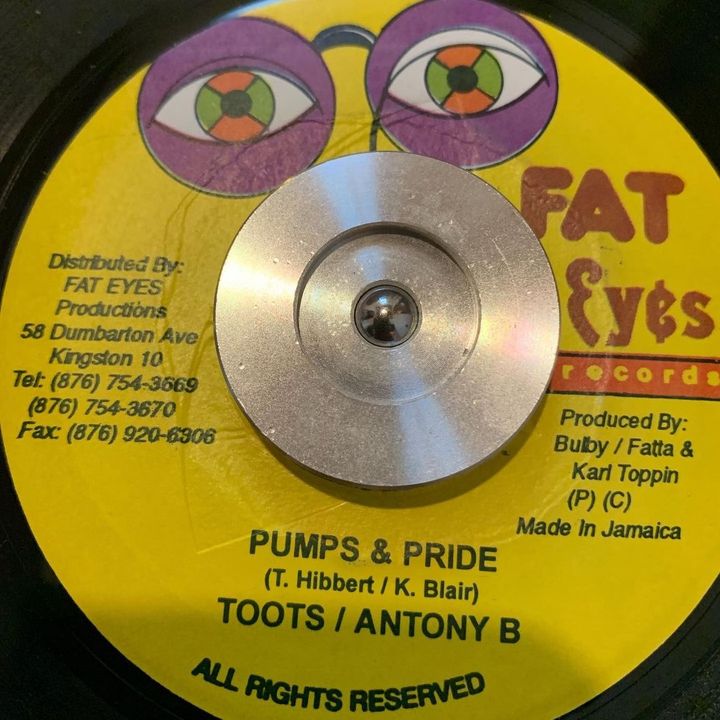 FAT
Eyes
records
Distributed By:
FAT EYES
Productions
58 Dumbarton Ave
Kingston 10
Tel: (876) 754-3669
(876) 754-3670
Fax: (876) 920-6306
Produced By:
Bulby / Fatta &
Karl Toppin
(P) (C)
Made In Jamaica
PUMPS & PRIDE
(T. Hibbert / K. Blair)
TOOTS / ANTONY B
ALL RIGHTS RESERVED